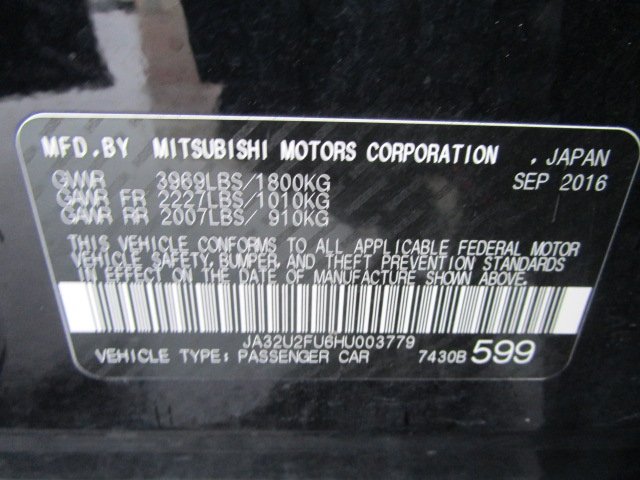 MFD.BY MITSUBISHI MOTORS CORPORATION , JAPAN
GVWR 3969LBS/1800KG SEP 2016
GAWR FR 2227LBS/1010KG
GAWR RR 2007LBS/ 910KG
THIS VEHICLE CONFORMS TO ALL APPLICABLE FEDERAL MOTOR
VEHICLE SAFETY, BUMPER, AND THEFT PREVENTION STANDARDS
IN EFFECT ON THE DATE OF MANUFACTURE SHOWN ABOVE.
JA32U2FU6HU003779
VEHICLE TYPE: PASSENGER CAR 7430B 599